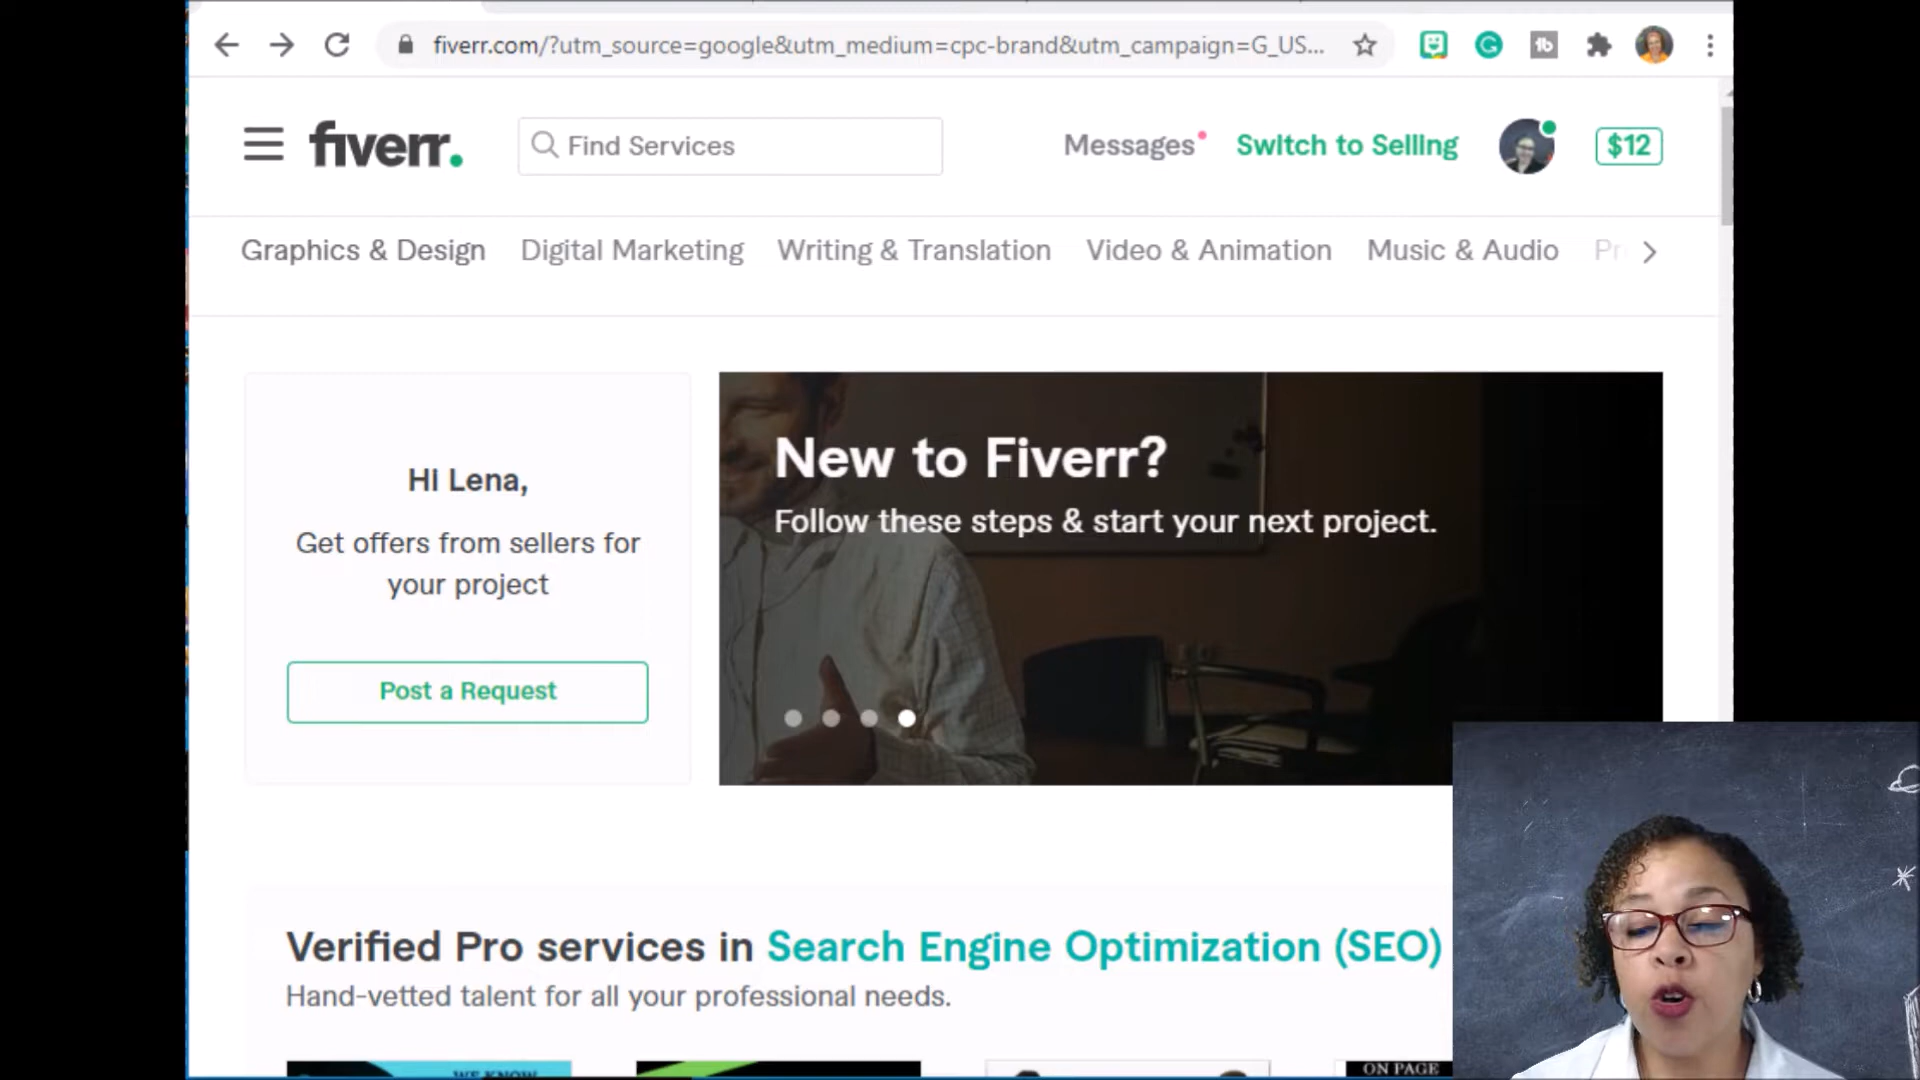 fiverr.com/?utm_source=google&utm_medium=cpc-brand&utm_campaign=G_US...
fiverr.
Find Services
Messages
Switch to Selling
$12
Graphics & Design
Digital Marketing
Writing & Translation
Video & Animation
Music & Audio
Pr
Hi Lena,
Get offers from sellers for
your project
Post a Request
New to Fiverr?
Follow these steps & start your next project.
Verified Pro services in Search Engine Optimization (SEO)
Hand-vetted talent for all your professional needs.
WE KNOW
ON PAGE